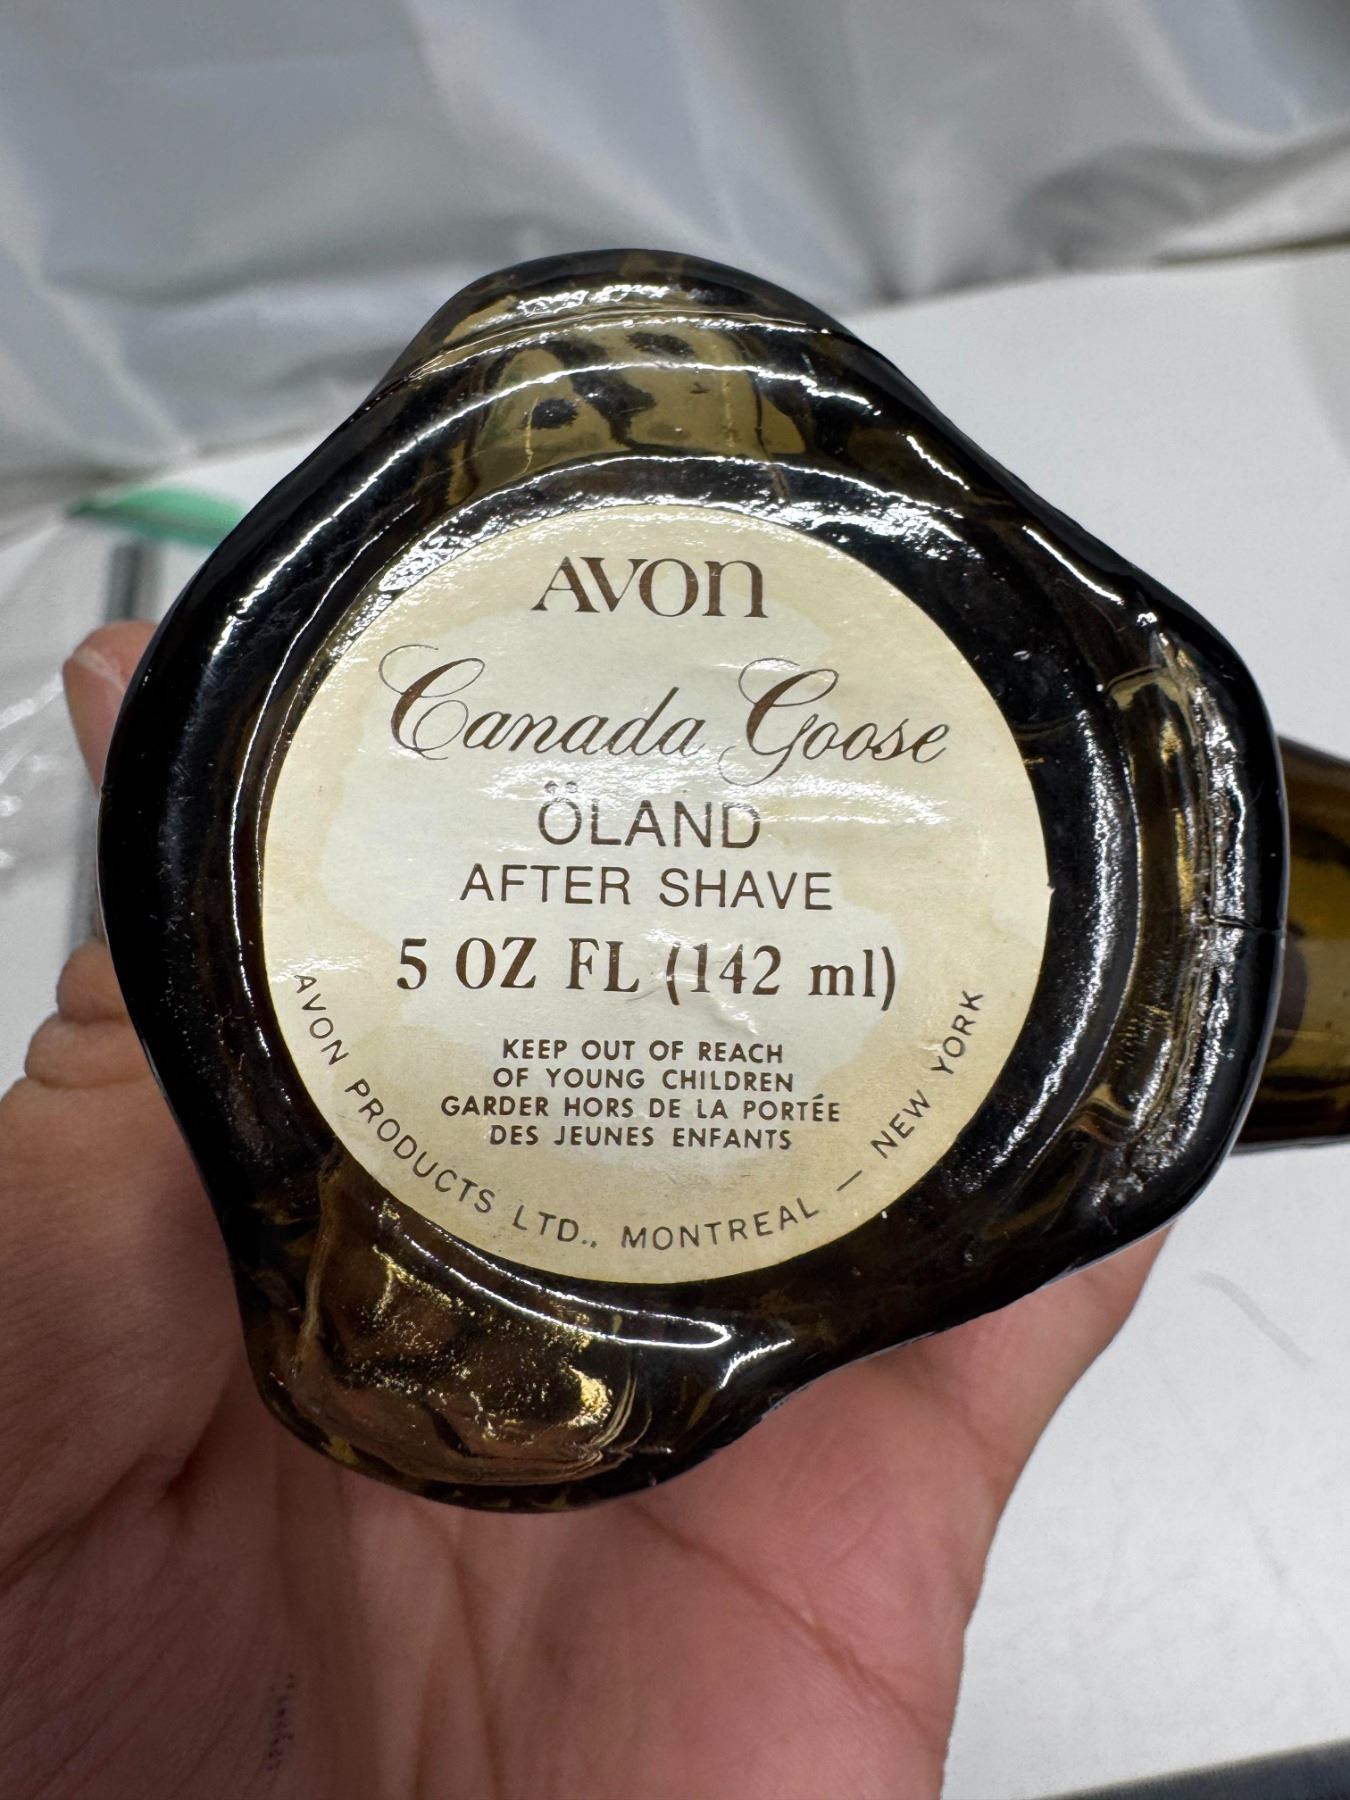 AVON
Canada Goose
ÖLAND
AFTER SHAVE
5 OZ FL (142 ml)
KEEP OUT OF REACH
OF YOUNG CHILDREN
GARDER HORS DE LA PORTÉE
DES JEUNES ENFANTS
AVON PRODUCTS LTD., MONTREAL — NEW YORK